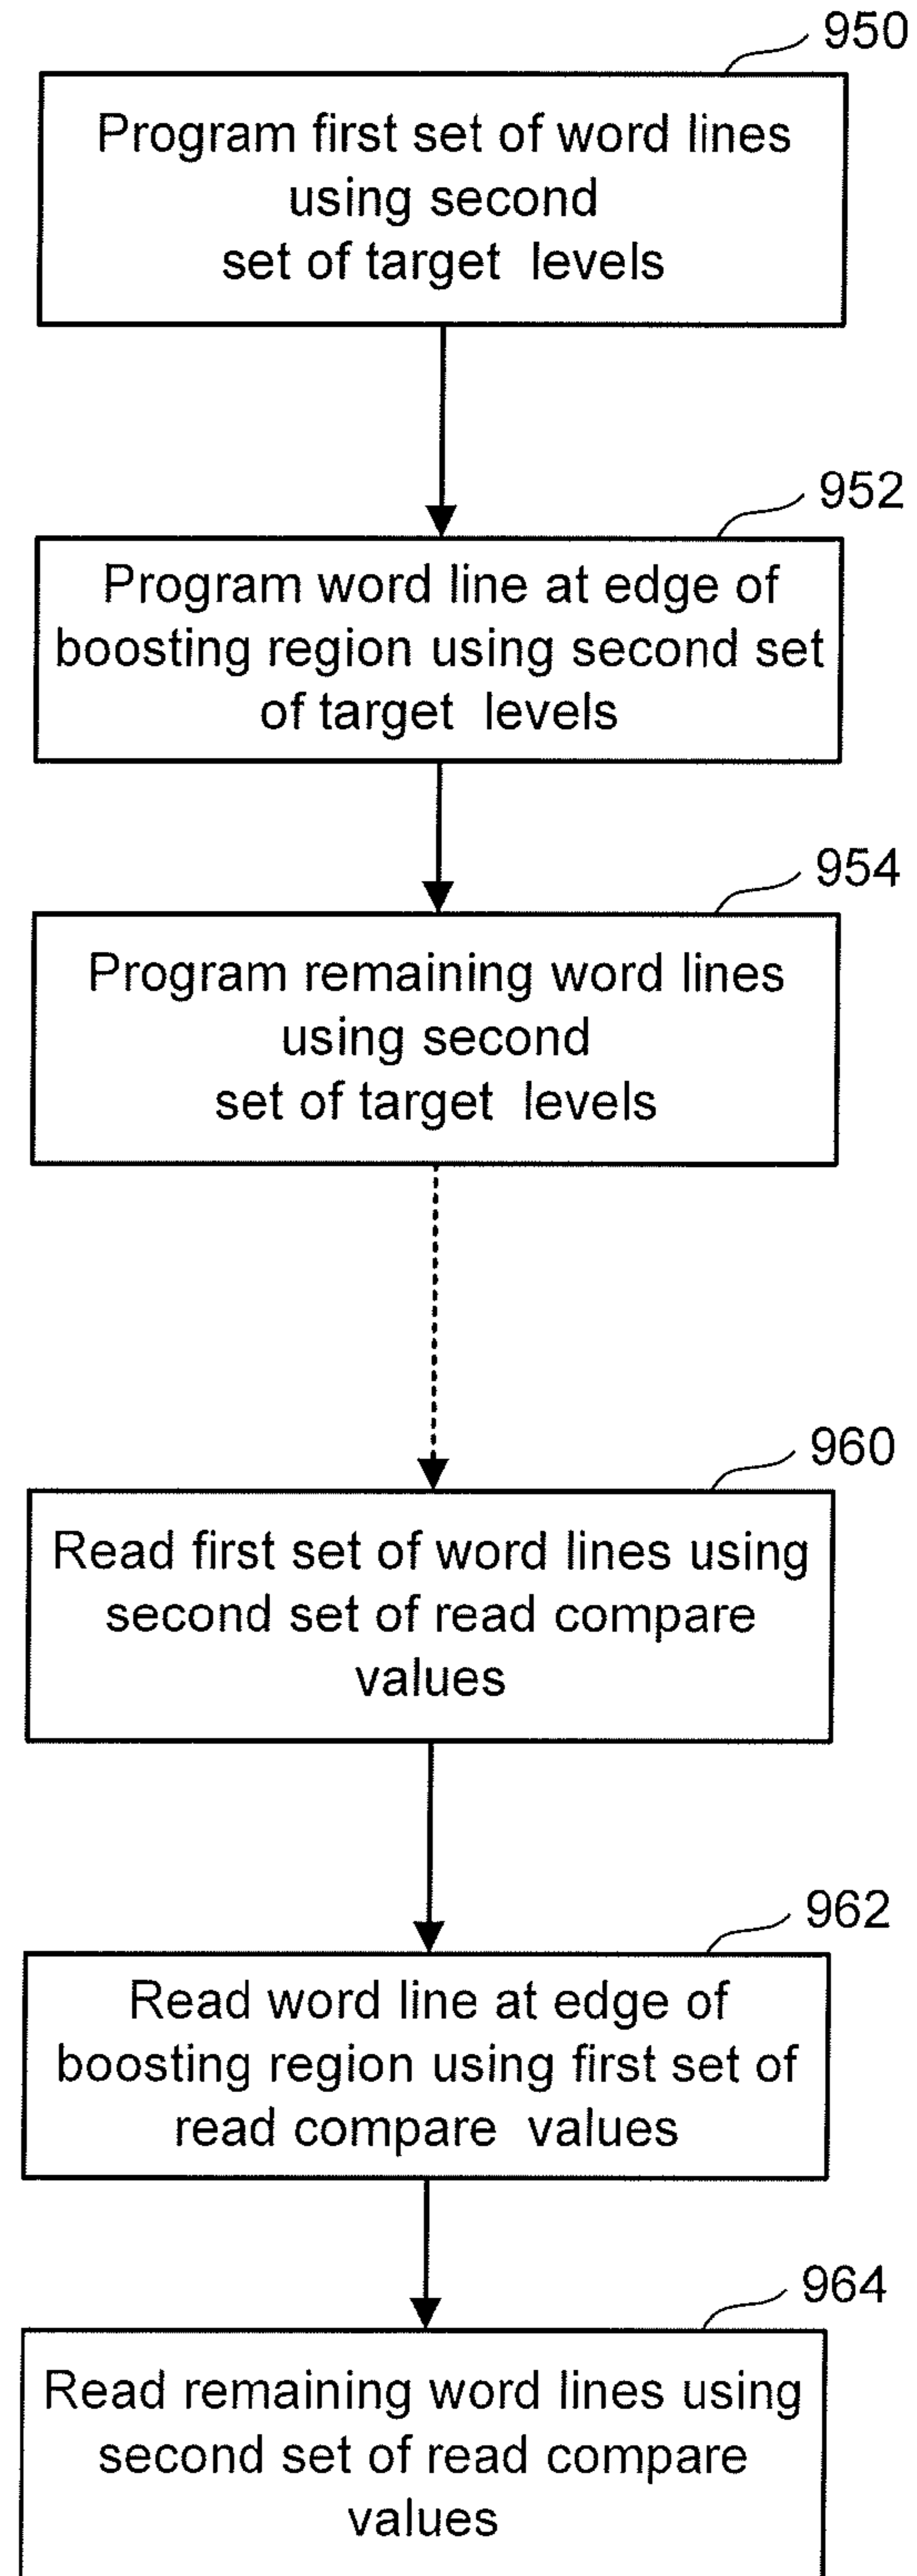 950
Program first set of word lines
using second
set of target levels
952
Program word line at edge of
boosting region using second set
of target levels
954
Program remaining word lines
using second
set of target levels
960
Read first set of word lines using
second set of read compare
values
962
Read word line at edge of
boosting region using first set of
read compare values
964
Read remaining word lines using
second set of read compare
values